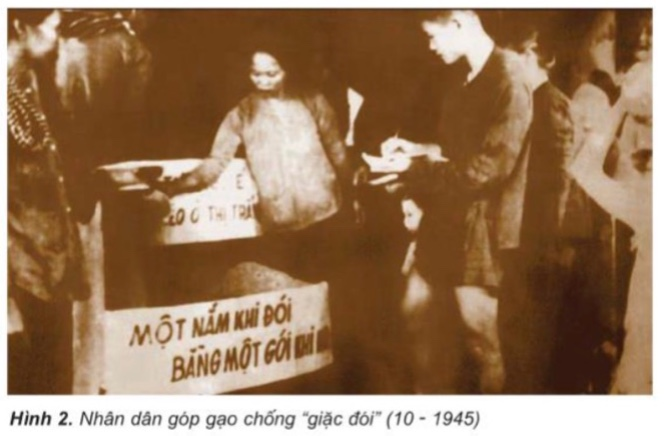 Ở THỊ
MỘT NẮM KHI ĐÓI
BẰNG MỘT GÓI KHI
Hình 2. Nhân dân góp gạo chống “giặc đói” (10 - 1945)